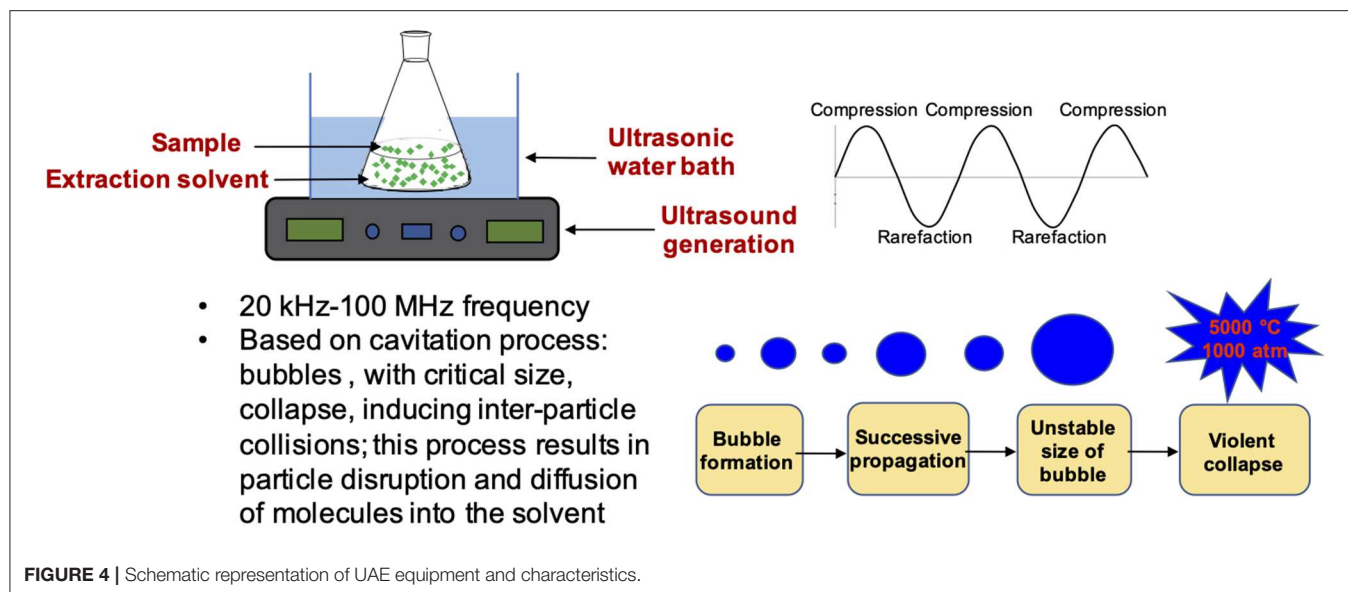 Sample
Extraction solvent
Ultrasonic
water bath
Ultrasound
generation
Compression Compression Compression
Rarefaction Rarefaction
• 20 kHz-100 MHz frequency
• Based on cavitation process:
bubbles , with critical size,
collapse, inducing inter-particle
collisions; this process results in
particle disruption and diffusion
of molecules into the solvent
5000 °C
1000 atm
Bubble
formation
Successive
propagation
Unstable
size of
bubble
Violent
collapse
FIGURE 4 | Schematic representation of UAE equipment and characteristics.